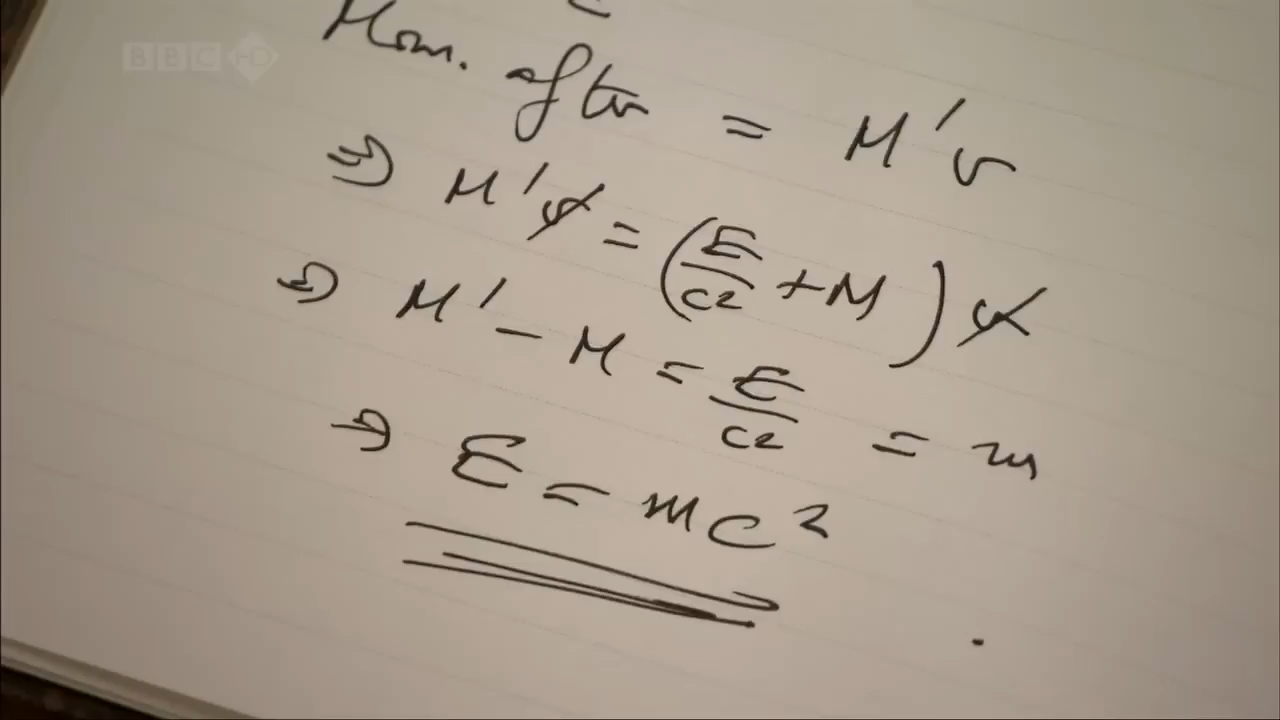 BBC HD
Mom. after = M'v
⇒ M'v = (E/c2 + M) v
⇒ M' - M = E/c2 = m
⇒ E = mc²